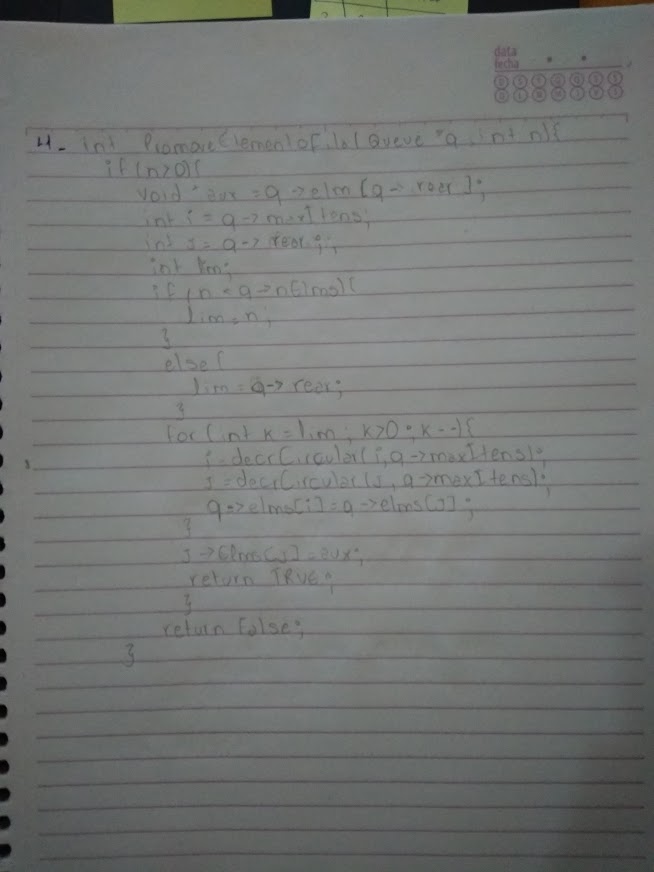 data
fecha
D S T Q Q S S
D L M M J V S
4- int PromoveElementoFila(Queue *q, int n){
if (n>0){
void *aux = q->elm[q->rear];
int i = q->maxItens;
int j = q->rear;;
int lim;
if (n < q->nElms){
lim = n;
}
else{
lim = q->rear;
}
for (int k = lim; k>0; k--){
i = decrCircular(i, q->maxItens);
j = decrCircular(j, q->maxItens);
q->elms[i] = q->elms[j];
}
j->Elms[j] = aux;
return TRUE;
}
return False;
}